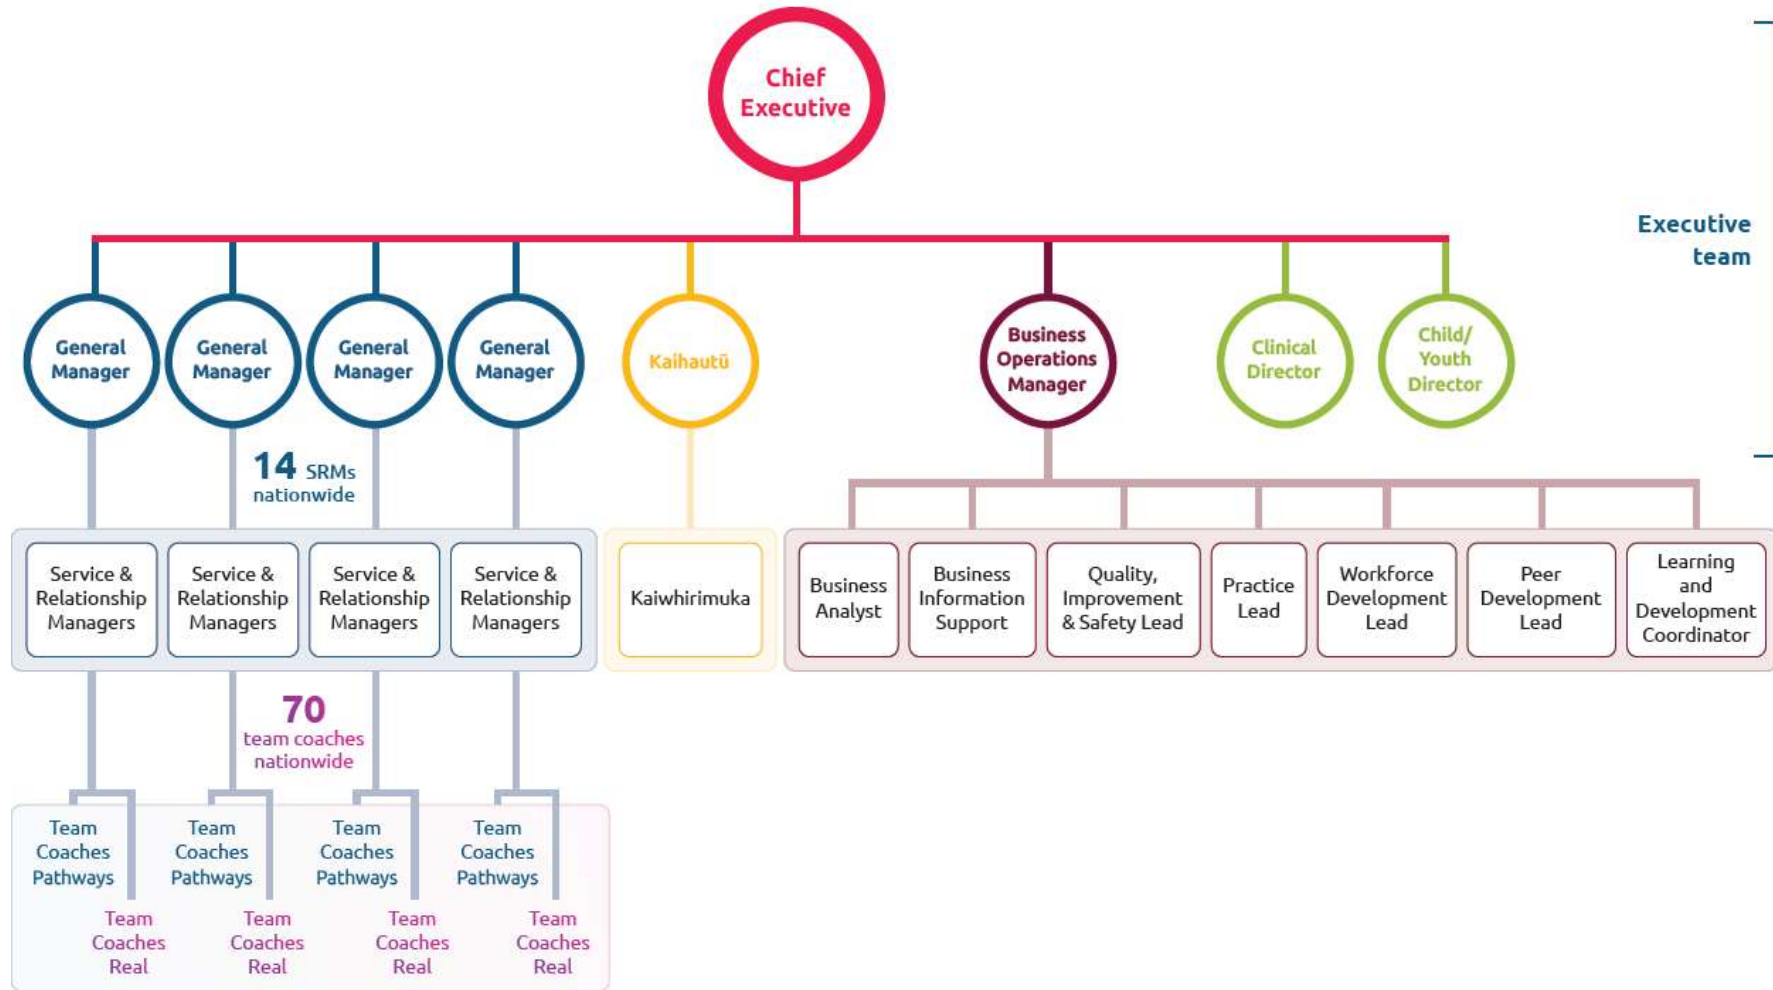 Chief
Executive
Executive
team
General
Manager
General
Manager
General
Manager
General
Manager
Kaihautū
Business
Operations
Manager
Clinical
Director
Child/
Youth
Director
14 SRMs
nationwide
Service &
Relationship
Managers
Service &
Relationship
Managers
Service &
Relationship
Managers
Service &
Relationship
Managers
Kaiwhirimuka
Business
Analyst
Business
Information
Support
Quality,
Improvement
& Safety Lead
Practice
Lead
Workforce
Development
Lead
Peer
Development
Lead
Learning
and
Development
Coordinator
70
team coaches
nationwide
Team
Coaches
Pathways
Team
Coaches
Pathways
Team
Coaches
Pathways
Team
Coaches
Pathways
Team
Coaches
Real
Team
Coaches
Real
Team
Coaches
Real
Team
Coaches
Real